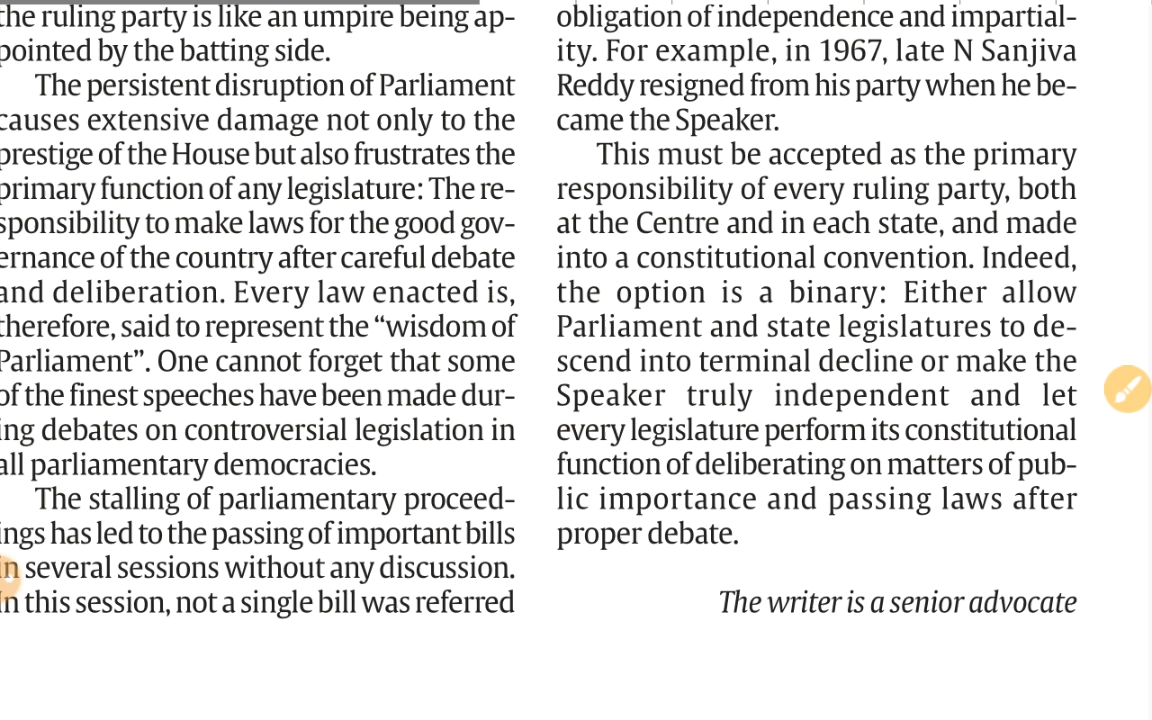 the ruling party is like an umpire being ap-
pointed by the batting side.
The persistent disruption of Parliament
causes extensive damage not only to the
prestige of the House but also frustrates the
primary function of any legislature: The re-
sponsibility to make laws for the good gov-
ernance of the country after careful debate
and deliberation. Every law enacted is,
therefore, said to represent the “wisdom of
Parliament”. One cannot forget that some
of the finest speeches have been made dur-
ing debates on controversial legislation in
all parliamentary democracies.
The stalling of parliamentary proceed-
ings has led to the passing of important bills
in several sessions without any discussion.
In this session, not a single bill was referred
obligation of independence and impartial-
ity. For example, in 1967, late N Sanjiva
Reddy resigned from his party when he be-
came the Speaker.
This must be accepted as the primary
responsibility of every ruling party, both
at the Centre and in each state, and made
into a constitutional convention. Indeed,
the option is a binary: Either allow
Parliament and state legislatures to de-
scend into terminal decline or make the
Speaker truly independent and let
every legislature perform its constitutional
function of deliberating on matters of pub-
lic importance and passing laws after
proper debate.
The writer is a senior advocate